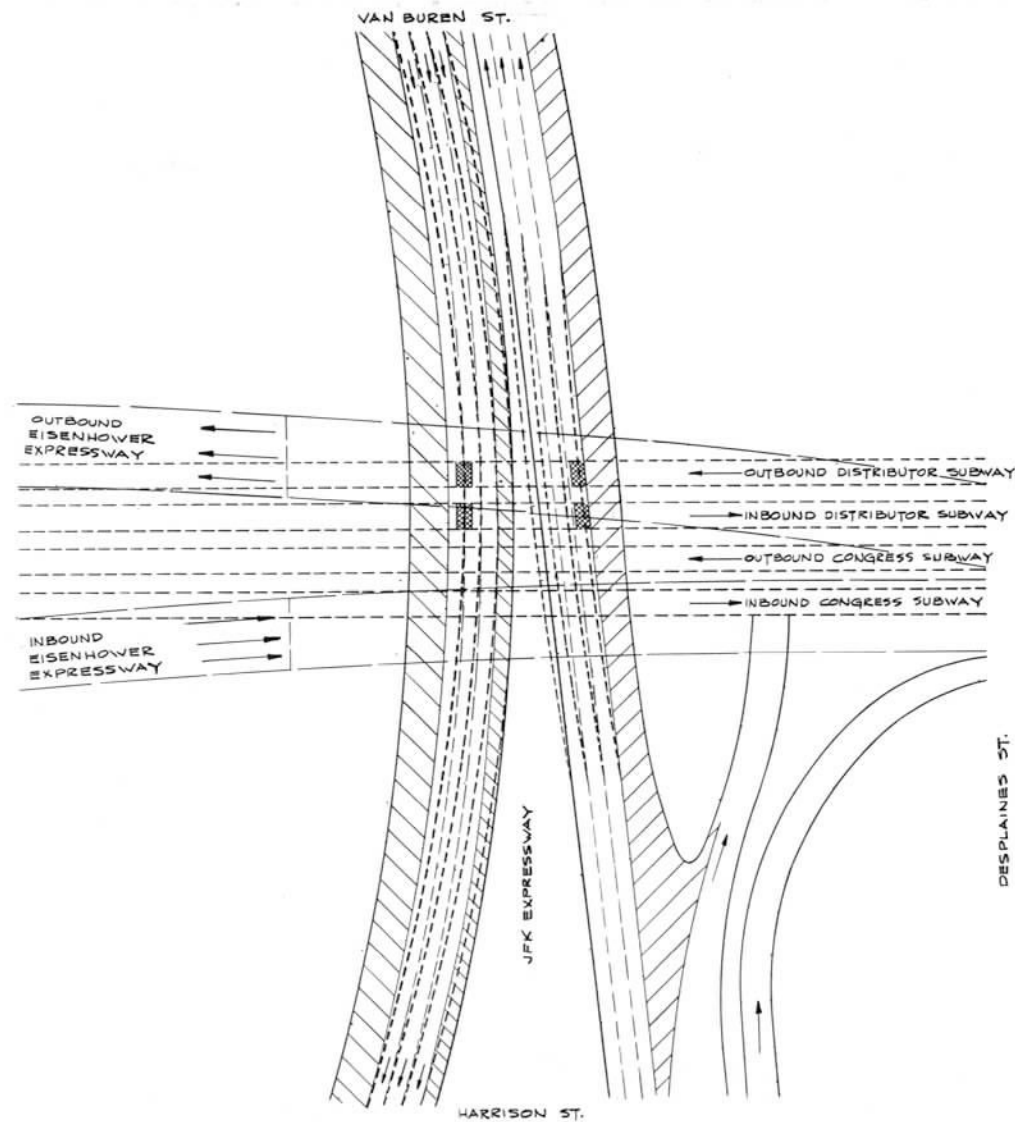 VAN BUREN ST.
OUTBOUND
EISENHOWER
EXPRESSWAY
OUTBOUND DISTRIBUTOR SUBWAY
INBOUND DISTRIBUTOR SUBWAY
OUTBOUND CONGRESS SUBWAY
INBOUND CONGRESS SUBWAY
INBOUND
EISENHOWER
EXPRESSWAY
JFK EXPRESSWAY
DESPLAINES ST.
HARRISON ST.